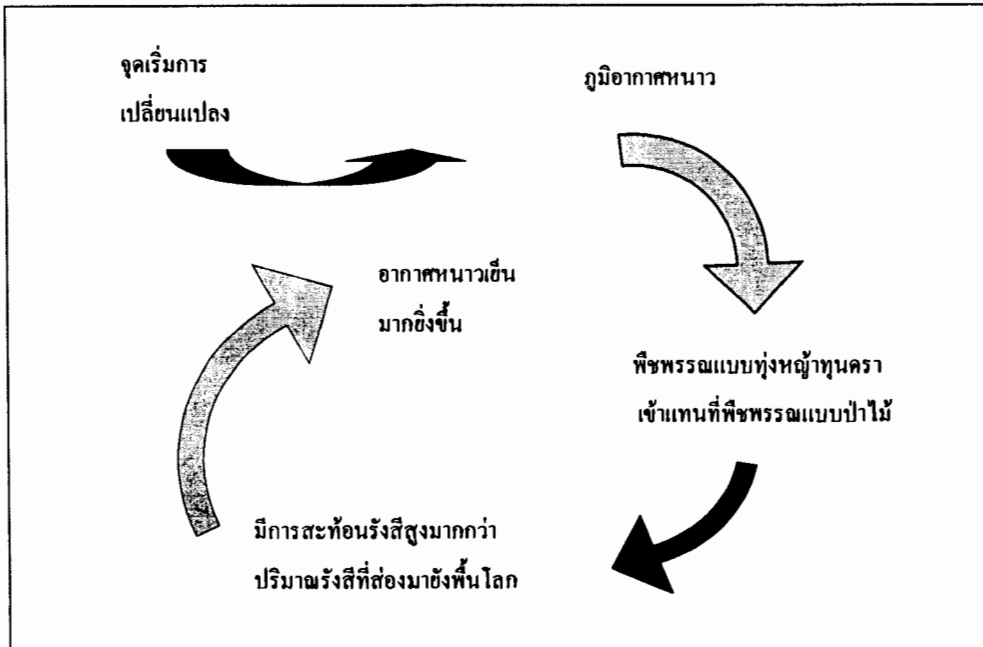 จุดเริ่มการ
เปลี่ยนแปลง
ภูมิอากาศหนาว
อากาศหนาวเย็น
มากยิ่งขึ้น
พืชพรรณแบบทุ่งหญ้าทุนดรา
เข้าแทนที่พืชพรรณแบบป่าไม้
มีการสะท้อนรังสีสูงมากกว่า
ปริมาณรังสีที่ส่องมายังพื้นโลก